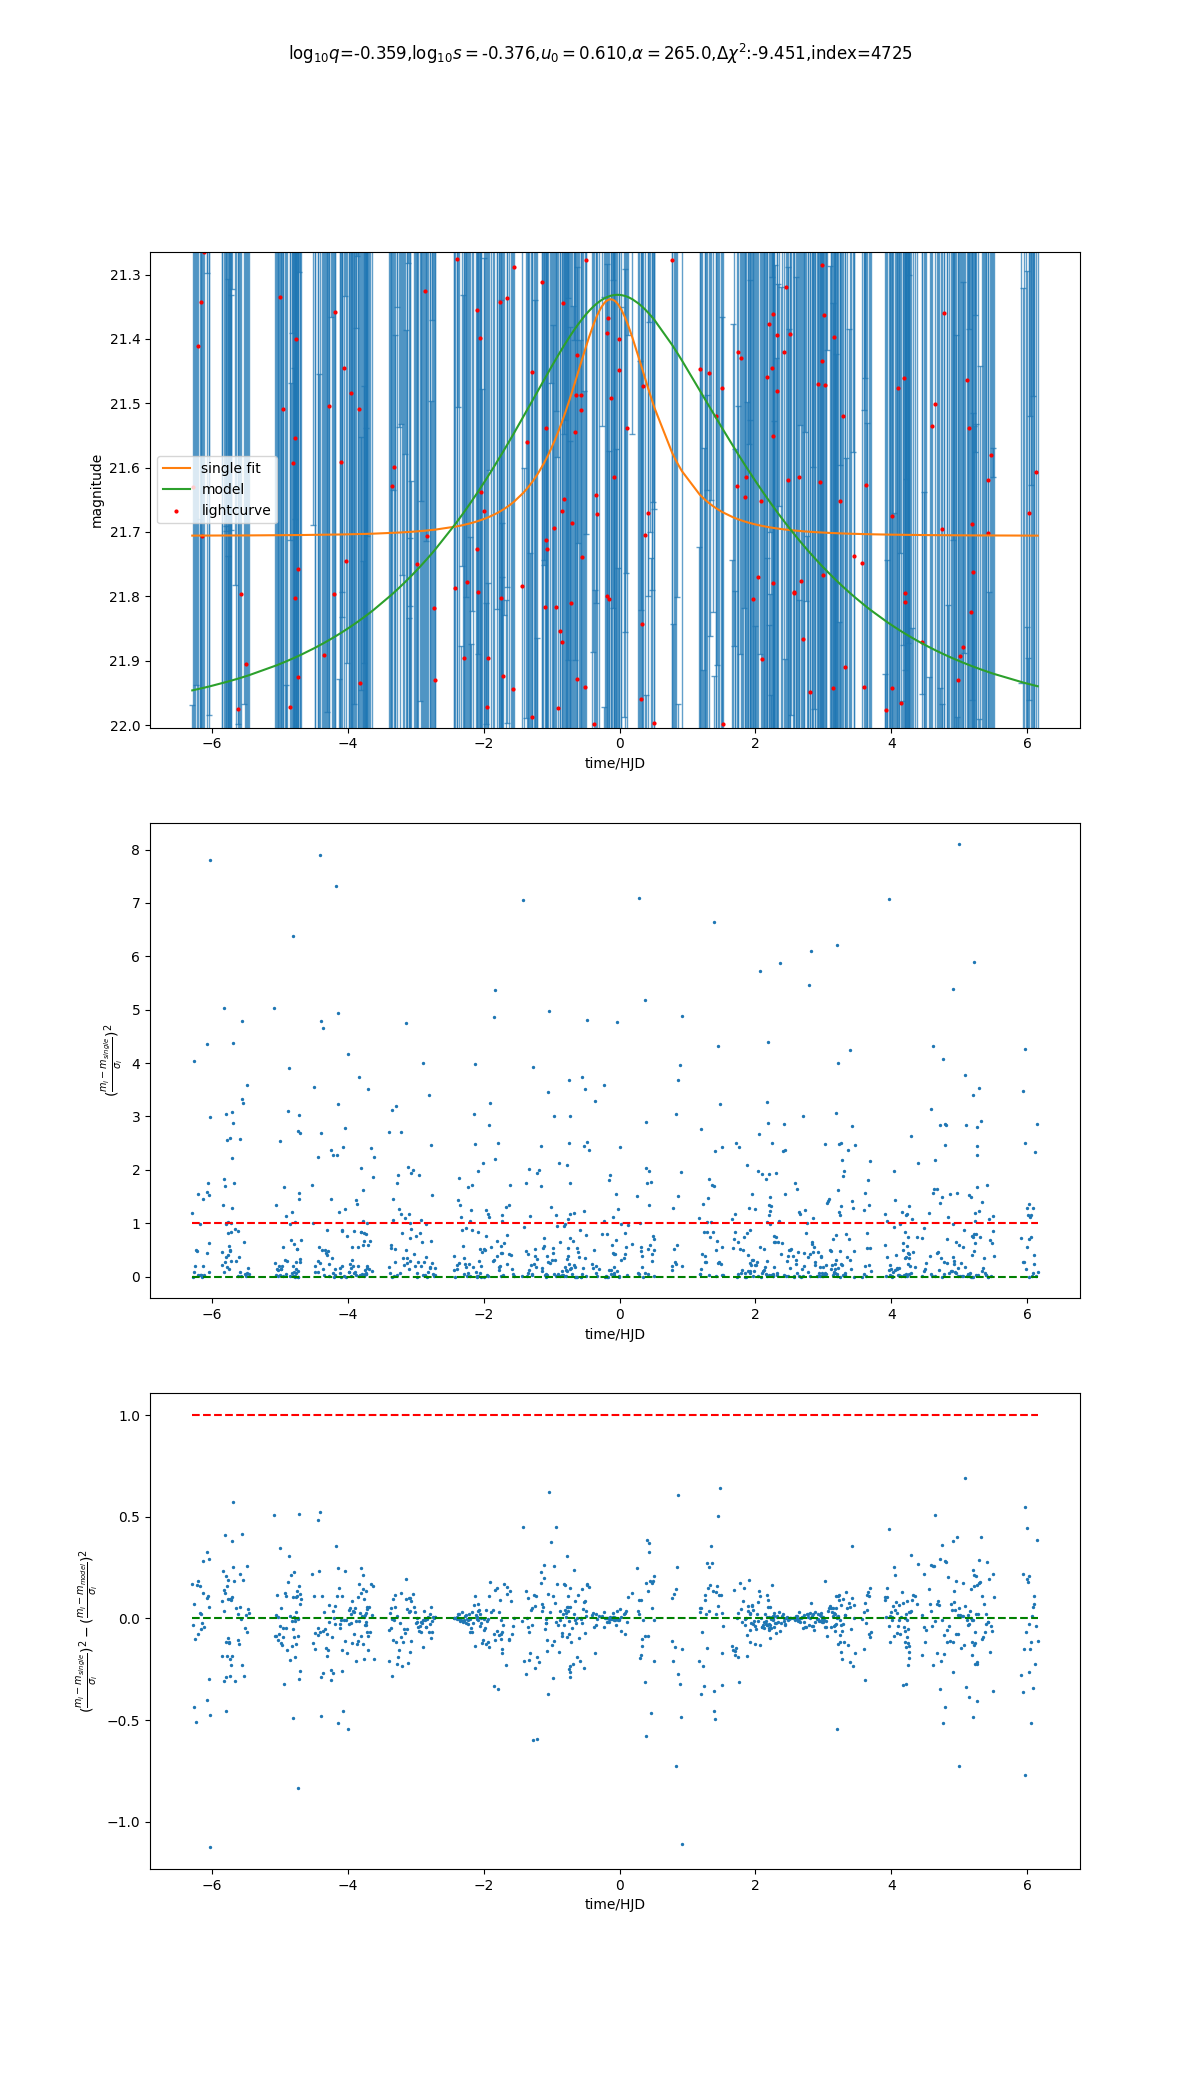 log₁₀q=-0.359,log₁₀s = -0.376,u₀ = 0.610,α = 265.0,Δχ²:-9.451,index=4725
21.3
21.4
21.5
21.6
21.7
21.8
21.9
22.0
magnitude
single fit
model
lightcurve
−6 −4 −2 0 2 4 6
time/HJD
8
7
6
5
4
3
2
1
0
((mᵢ − m_single)/σᵢ)²
−6 −4 −2 0 2 4 6
time/HJD
1.0
0.5
0.0
−0.5
−1.0
((mᵢ − m_single)/σᵢ)² − ((mᵢ − m_model)/σᵢ)²
−6 −4 −2 0 2 4 6
time/HJD